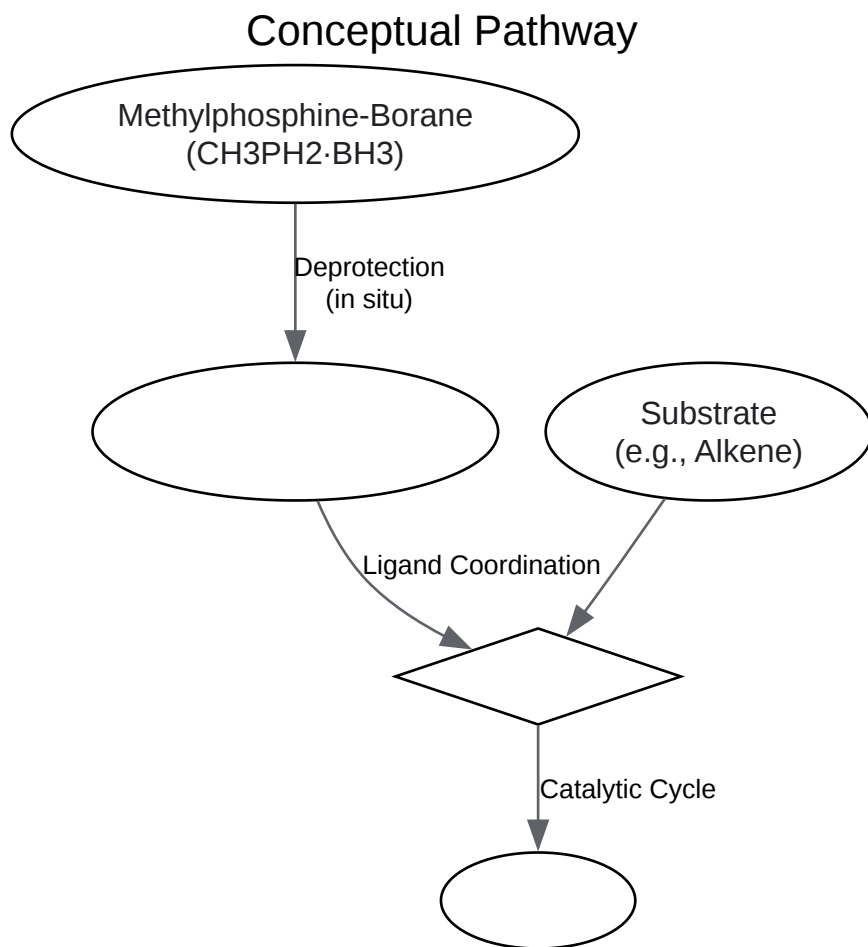 Conceptual Pathway
Methylphosphine-Borane
(CH3PH2·BH3)
Deprotection
(in situ)
Substrate
(e.g., Alkene)
Ligand Coordination
Catalytic Cycle